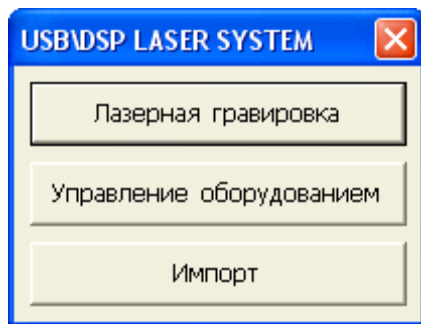 USB\DSP LASER SYSTEM
Лазерная гравировка
Управление оборудованием
Импорт